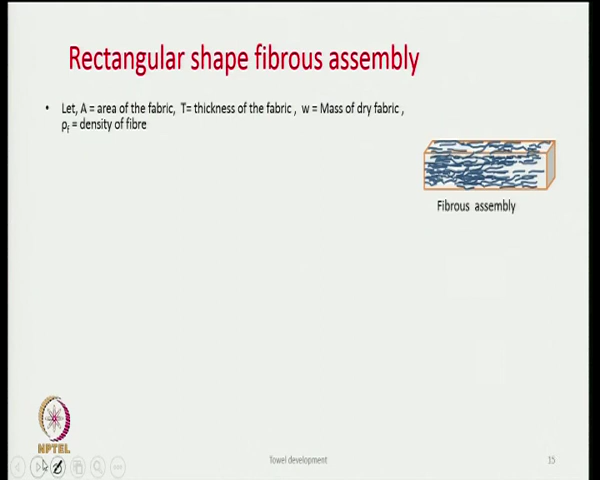 Rectangular shape fibrous assembly
• Let, A = area of the fabric, T= thickness of the fabric , w = Mass of dry fabric ,
ρf = density of fibre
Fibrous assembly
NPTEL
Towel development
15